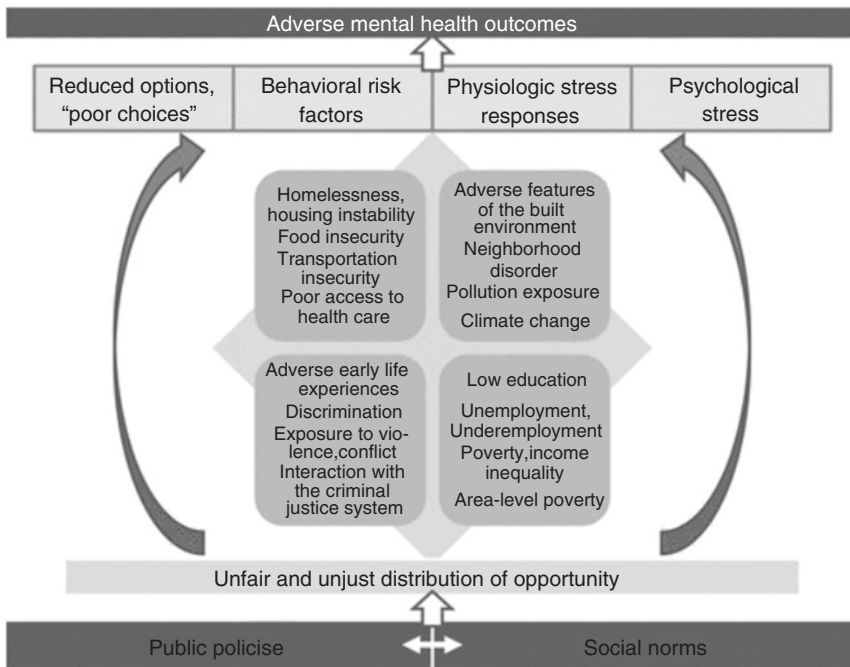 Adverse mental health outcomes
Reduced options,
“poor choices”
Behavioral risk
factors
Physiologic stress
responses
Psychological
stress
Homelessness,
housing instability
Food insecurity
Transportation
insecurity
Poor access to
health care
Adverse features
of the built
environment
Neighborhood
disorder
Pollution exposure
Climate change
Adverse early life
experiences
Discrimination
Exposure to vio-
lence,conflict
Interaction with
the criminal
justice system
Low education
Unemployment,
Underemployment
Poverty,income
inequality
Area-level poverty
Unfair and unjust distribution of opportunity
Public policise
Social norms